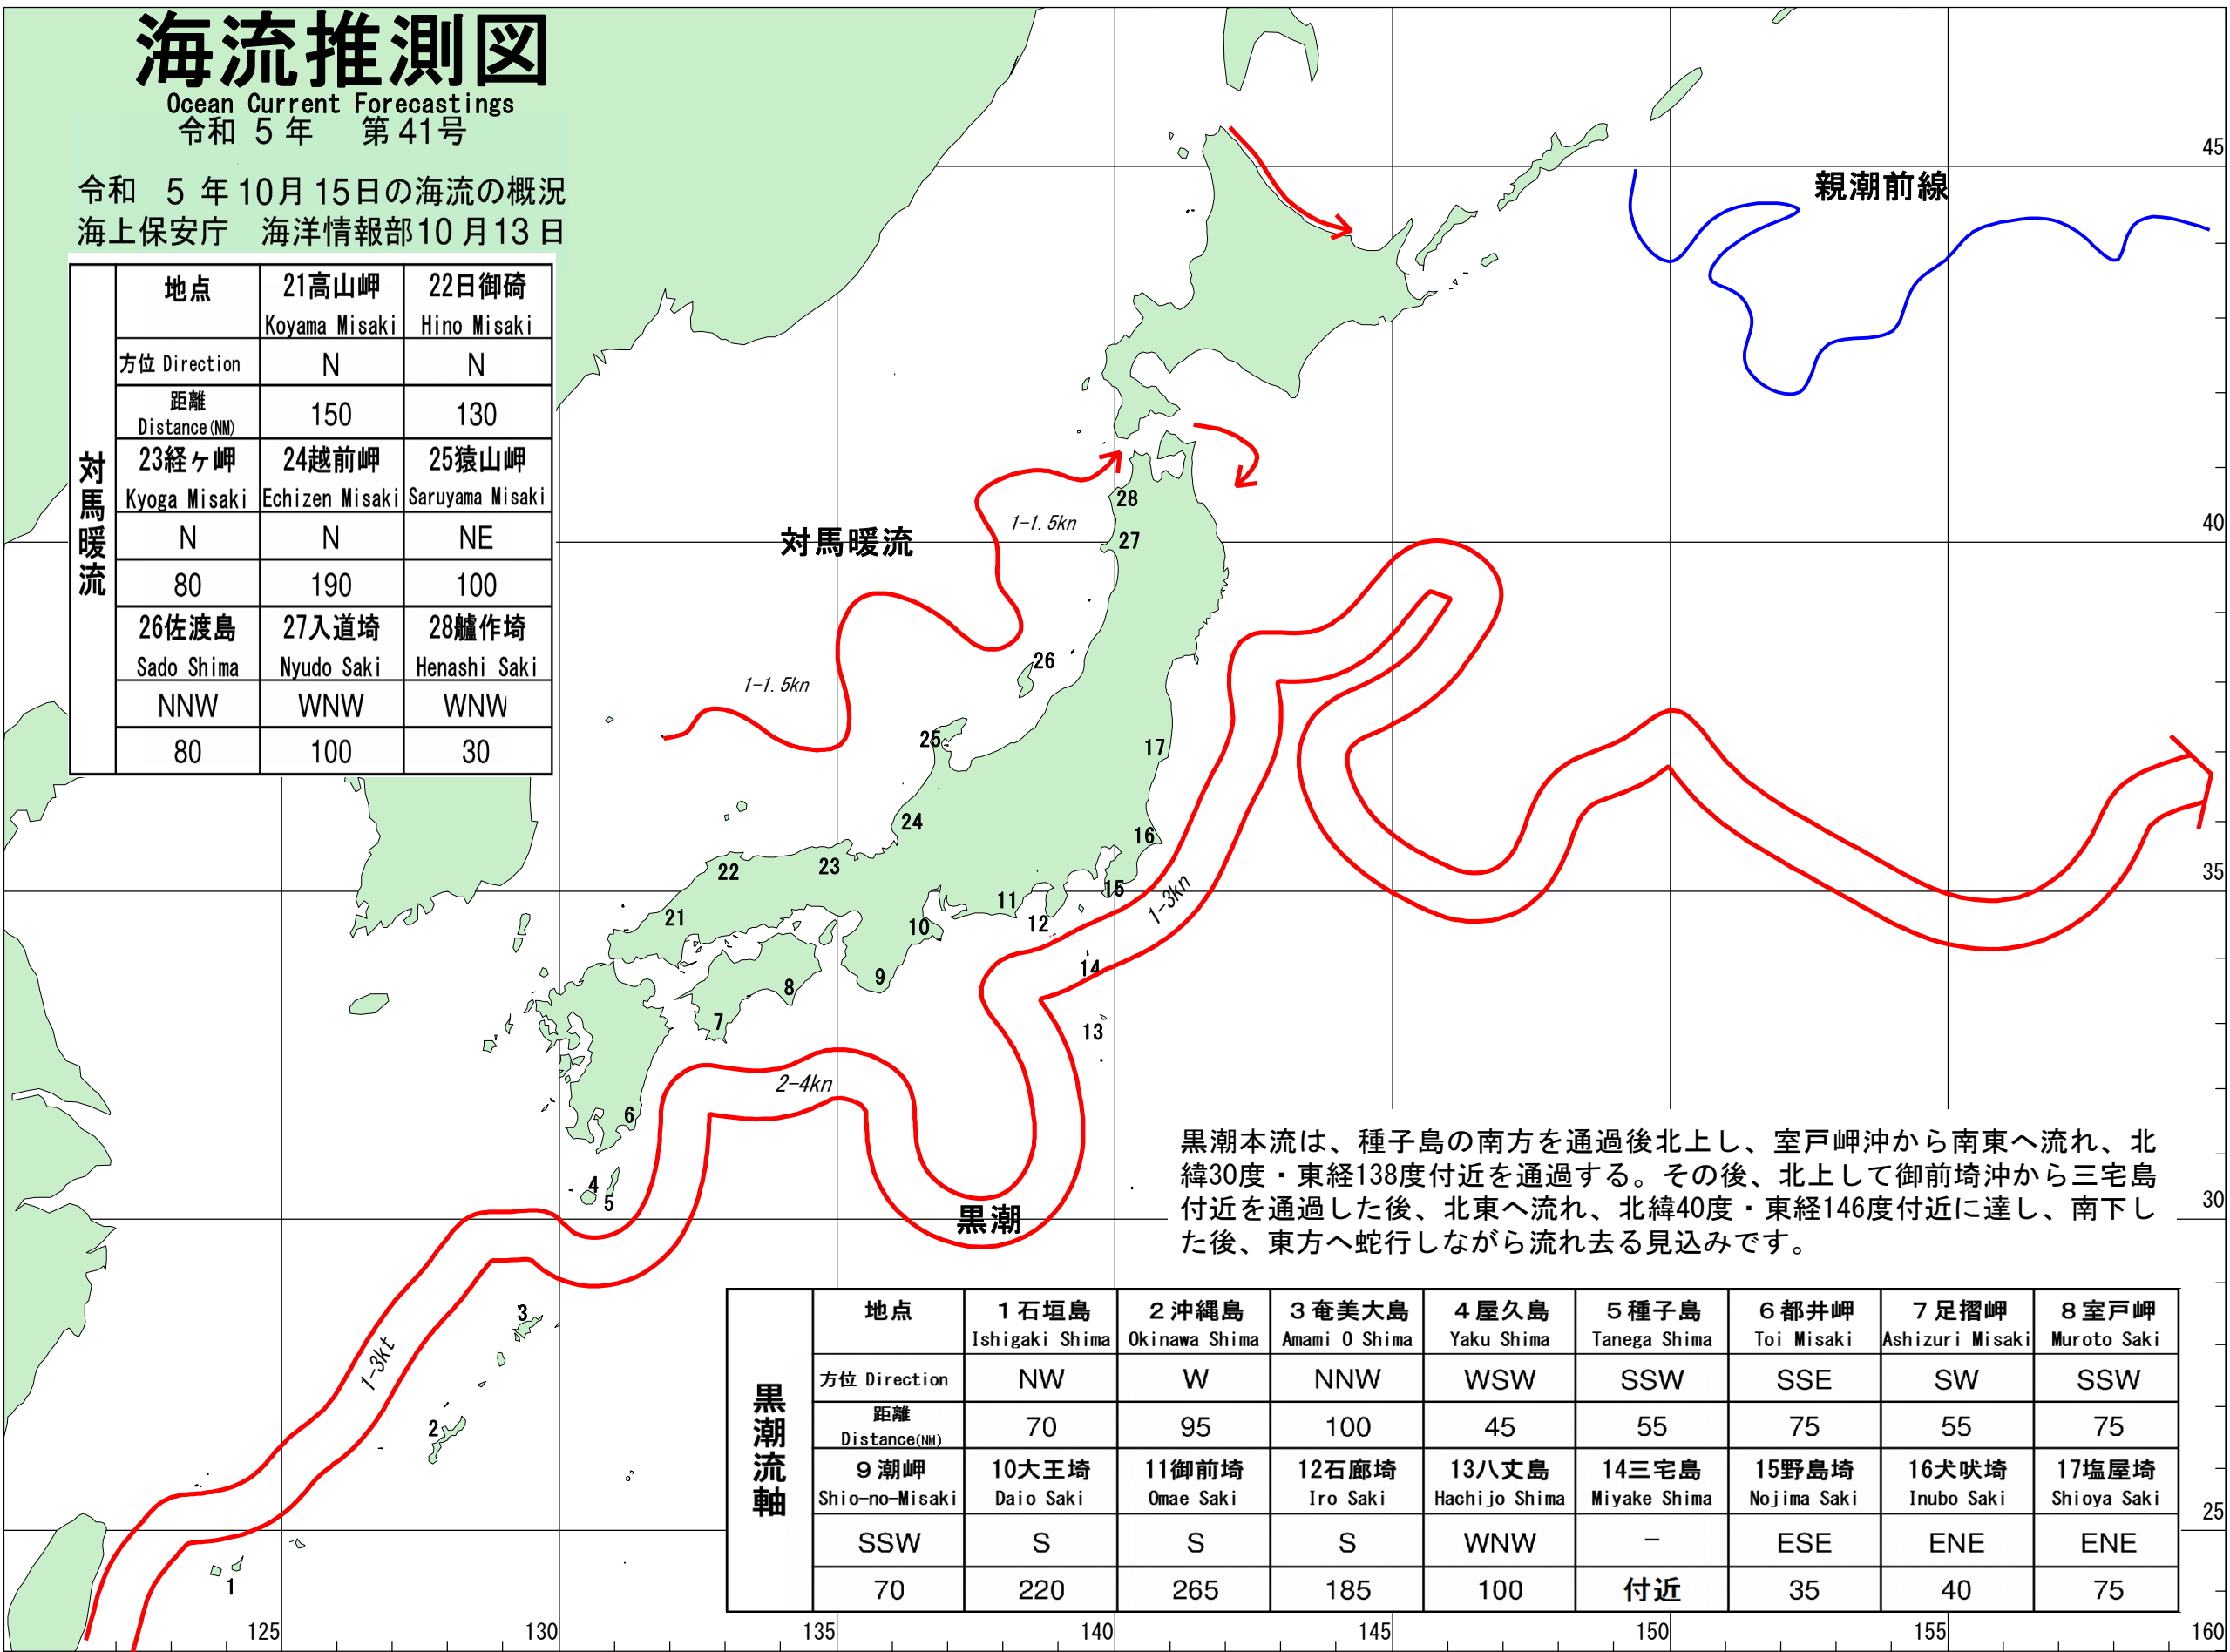 海流推測図
Ocean Current Forecastings
令和 5 年 第 41号
令和 5 年 10月 15日の海流の概況
海上保安庁 海洋情報部10 月13 日
対馬暖流
地点 21高山岬 22日御碕
Koyama Misaki Hino Misaki
方位 Direction N N
距離
Distance(NM) 150 130
23経ヶ岬 24越前岬 25猿山岬
Kyoga Misaki Echizen Misaki Saruyama Misaki
N N NE
80 190 100
26佐渡島 27入道埼 28艫作埼
Sado Shima Nyudo Saki Henashi Saki
NNW WNW WNW
80 100 30
親潮前線
対馬暖流
1-1.5kn
1-1.5kn
28
27
26
25
24
23
22
21
17
16
15
14
13
12
11
10
9
8
7
6
5
4
3
2
1
1-3kn
2-4kn
1-3kt
黒潮
45
40
35
30
25
黒潮本流は、種子島の南方を通過後北上し、室戸岬沖から南東へ流れ、北
緯30度・東経138度付近を通過する。その後、北上して御前埼沖から三宅島
付近を通過した後、北東へ流れ、北緯40度・東経146度付近に達し、南下し
た後、東方へ蛇行しながら流れ去る見込みです。
黒潮流軸
地点 1石垣島 2沖縄島 3奄美大島 4屋久島 5種子島 6都井岬 7足摺岬 8室戸岬
Ishigaki Shima Okinawa Shima Amami O Shima Yaku Shima Tanega Shima Toi Misaki Ashizuri Misaki Muroto Saki
方位 Direction NW W NNW WSW SSW SSE SW SSW
距離
Distance(NM) 70 95 100 45 55 75 55 75
9潮岬 10大王埼 11御前埼 12石廊埼 13八丈島 14三宅島 15野島埼 16犬吠埼 17塩屋埼
Shio-no-Misaki Daio Saki Omae Saki Iro Saki Hachijo Shima Miyake Shima Nojima Saki Inubo Saki Shioya Saki
SSW S S S WNW － ESE ENE ENE
70 220 265 185 100 付近 35 40 75
125 130 135 140 145 150 155 160